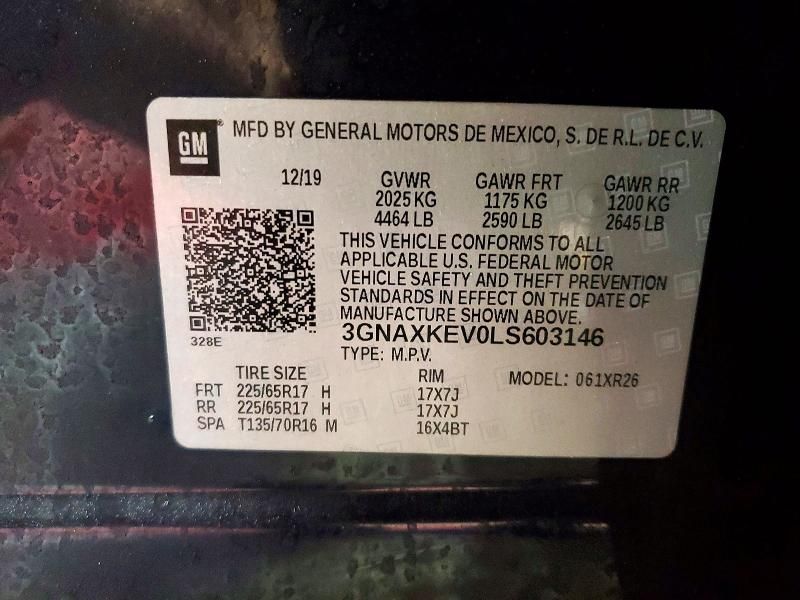 GM
MFD BY GENERAL MOTORS DE MEXICO, S. DE R.L. DE C.V.
12/19 GVWR GAWR FRT GAWR RR
2025 KG 1175 KG 1200 KG
4464 LB 2590 LB 2645 LB
THIS VEHICLE CONFORMS TO ALL
APPLICABLE U.S. FEDERAL MOTOR
VEHICLE SAFETY AND THEFT PREVENTION
STANDARDS IN EFFECT ON THE DATE OF
MANUFACTURE SHOWN ABOVE.
328E
3GNAXKEV0LS603146
TYPE: M.P.V.
TIRE SIZE RIM MODEL: 061XR26
FRT 225/65R17 H 17X7J
RR 225/65R17 H 17X7J
SPA T135/70R16 M 16X4BT